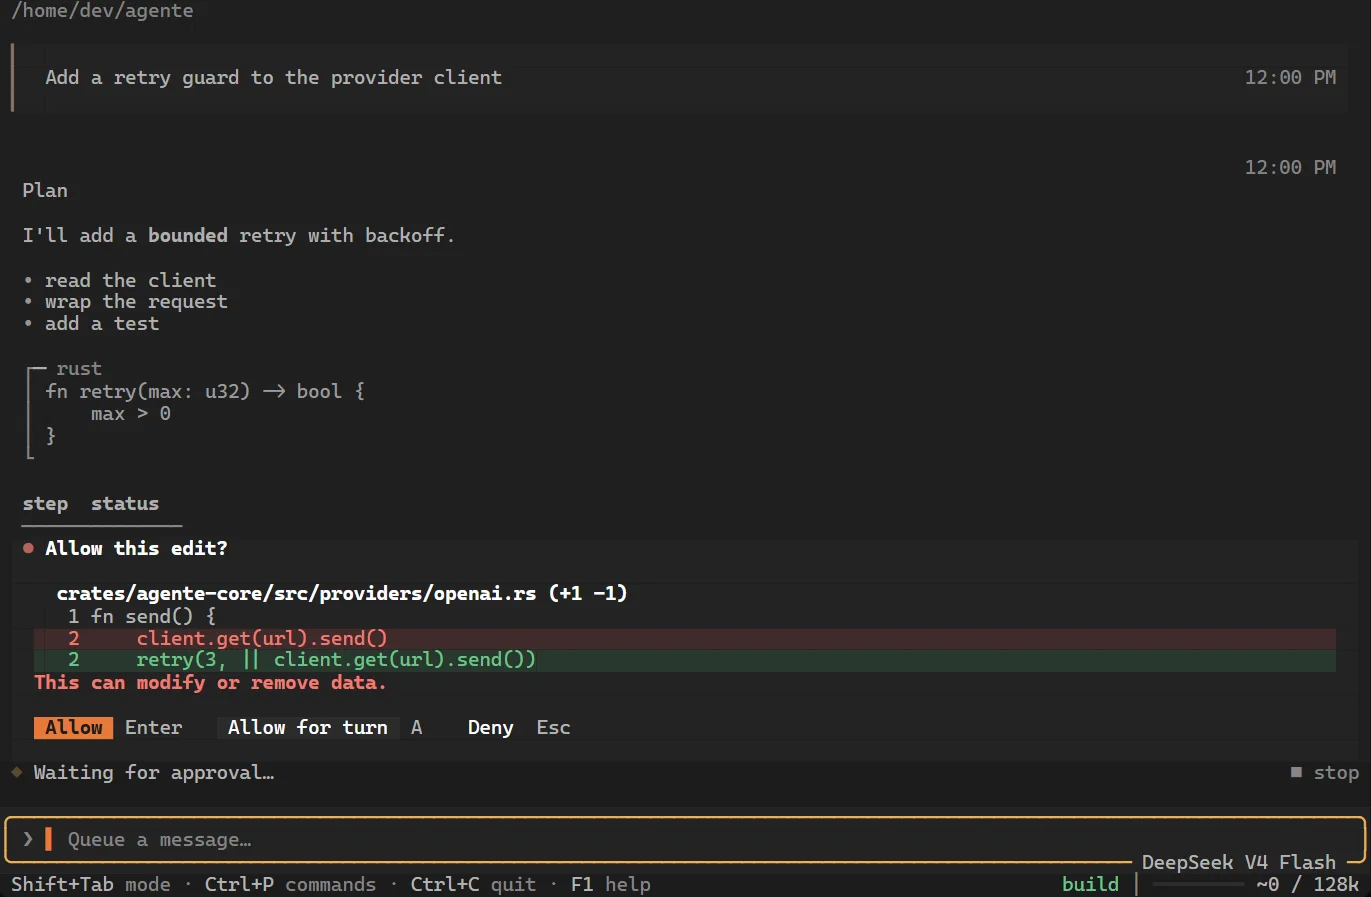 /home/dev/agente
Add a retry guard to the provider client 12:00 PM
12:00 PM
Plan
I'll add a bounded retry with backoff.
• read the client
• wrap the request
• add a test
rust
fn retry(max: u32) -> bool {
    max > 0
}
step  status
● Allow this edit?
crates/agente-core/src/providers/openai.rs (+1 -1)
1 fn send() {
2     client.get(url).send()
2     retry(3, || client.get(url).send())
This can modify or remove data.
Allow Enter   Allow for turn A   Deny Esc
◆ Waiting for approval… ■ stop
❯ Queue a message…
DeepSeek V4 Flash
Shift+Tab mode · Ctrl+P commands · Ctrl+C quit · F1 help build │ ~0 / 128k